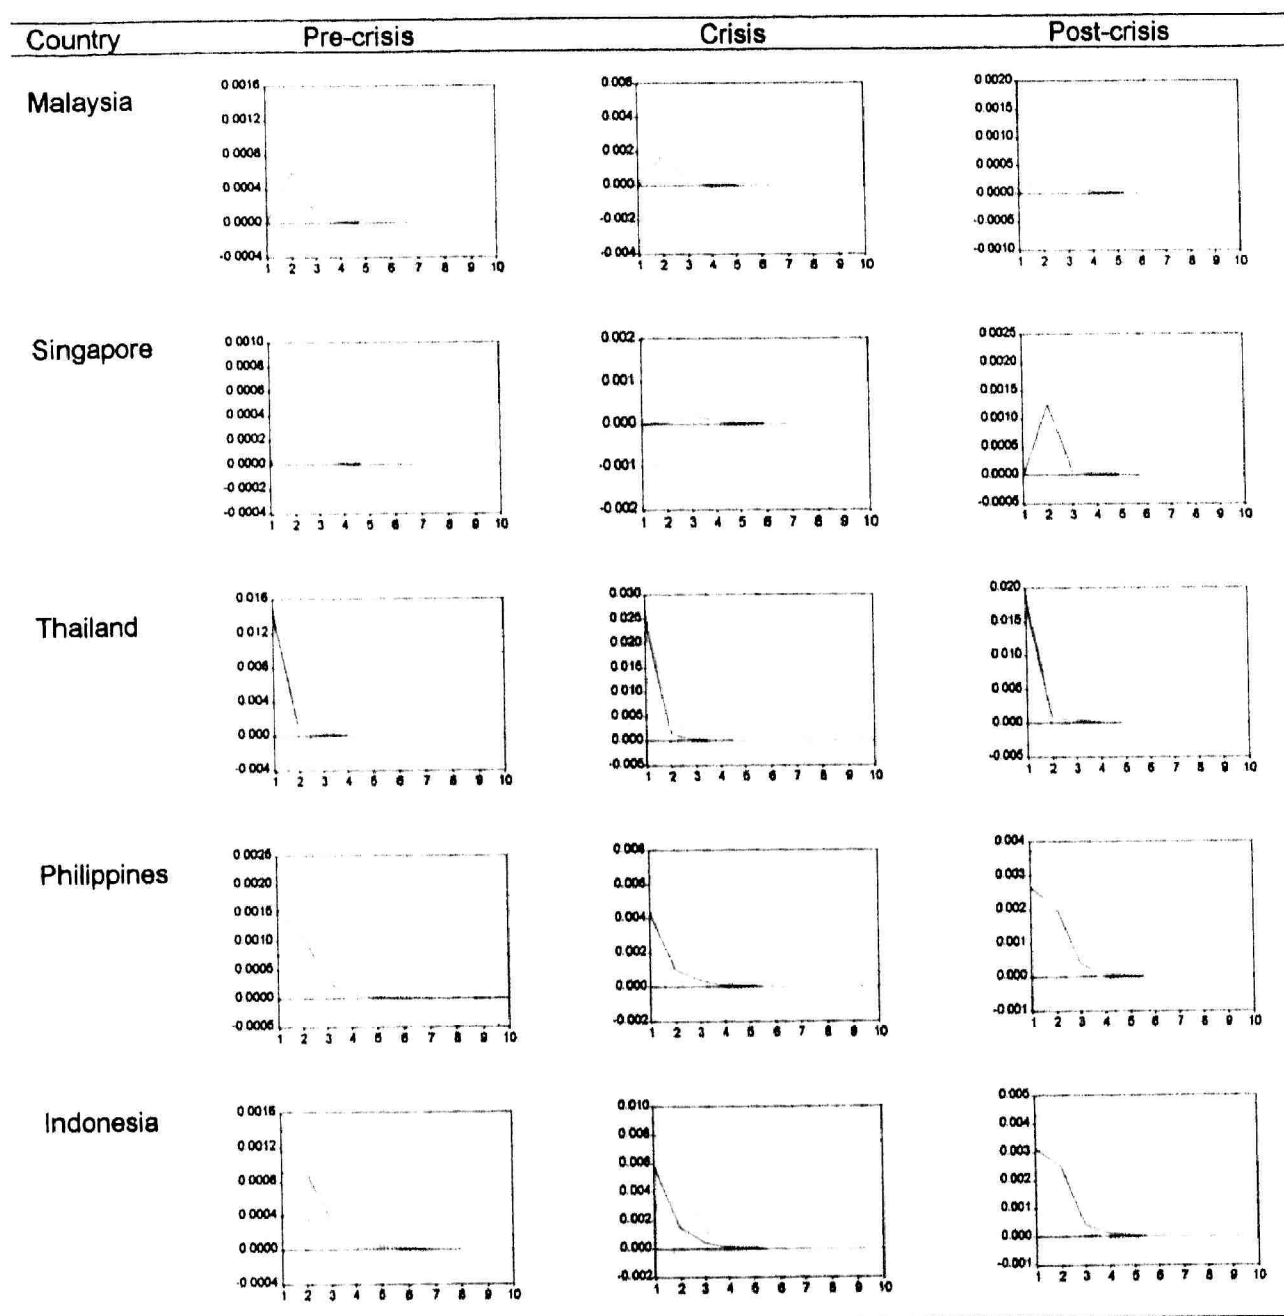 Country Pre-crisis Crisis Post-crisis
Malaysia
0.0016 0.0012 0.0008 0.0004 0.0000 -0.0004
1 2 3 4 5 6 7 8 9 10
0.006 0.004 0.002 0.000 -0.002 -0.004
1 2 3 4 5 6 7 8 9 10
0.0020 0.0015 0.0010 0.0005 0.0000 -0.0005 -0.0010
1 2 3 4 5 6 7 8 9 10
Singapore
0.0010 0.0008 0.0006 0.0004 0.0002 0.0000 -0.0002 -0.0004
1 2 3 4 5 6 7 8 9 10
0.002 0.001 0.000 -0.001 -0.002
1 2 3 4 5 6 7 8 9 10
0.0025 0.0020 0.0015 0.0010 0.0005 0.0000 -0.0005
1 2 3 4 5 6 7 8 9 10
Thailand
0.016 0.012 0.008 0.004 0.000 -0.004
1 2 3 4 5 6 7 8 9 10
0.030 0.025 0.020 0.015 0.010 0.005 0.000 -0.005
1 2 3 4 5 6 7 8 9 10
0.020 0.015 0.010 0.005 0.000 -0.005
1 2 3 4 5 6 7 8 9 10
Philippines
0.0025 0.0020 0.0015 0.0010 0.0005 0.0000 -0.0005
1 2 3 4 5 6 7 8 9 10
0.008 0.006 0.004 0.002 0.000 -0.002
1 2 3 4 5 6 7 8 9 10
0.004 0.003 0.002 0.001 0.000 -0.001
1 2 3 4 5 6 7 8 9 10
Indonesia
0.0016 0.0012 0.0008 0.0004 0.0000 -0.0004
1 2 3 4 5 6 7 8 9 10
0.010 0.008 0.006 0.004 0.002 0.000 -0.002
1 2 3 4 5 6 7 8 9 10
0.005 0.004 0.003 0.002 0.001 0.000 -0.001
1 2 3 4 5 6 7 8 9 10